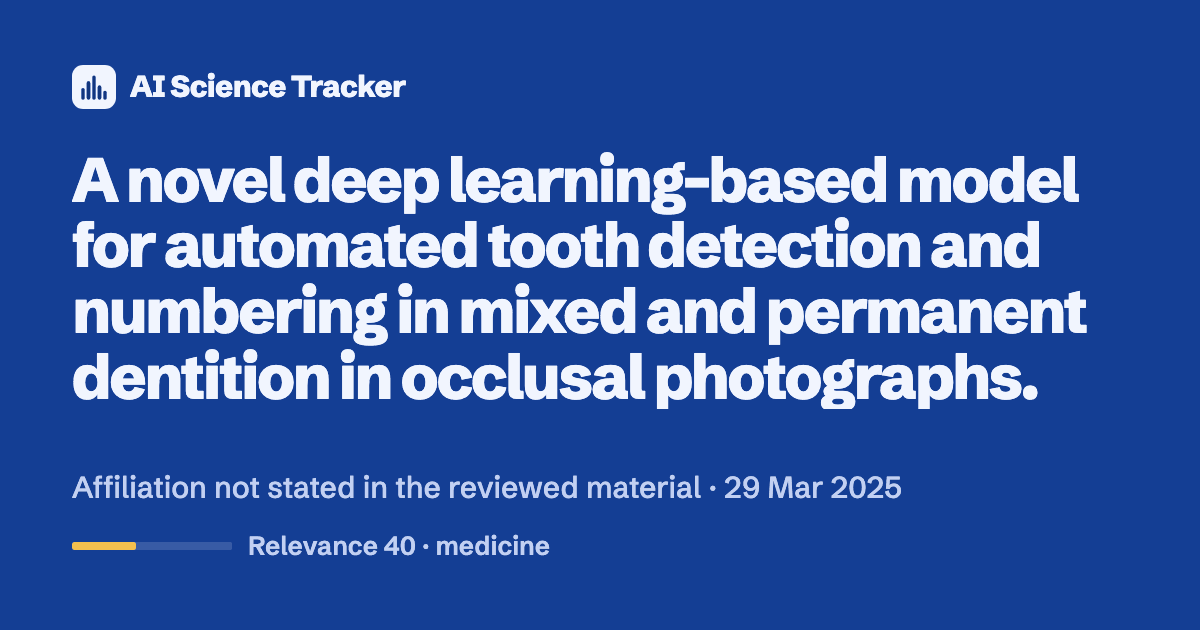 AI Science Tracker
A novel deep learning-based model
for automated tooth detection and
numbering in mixed and permanent
dentition in occlusal photographs.
Affiliation not stated in the reviewed material · 29 Mar 2025
Relevance 40 · medicine